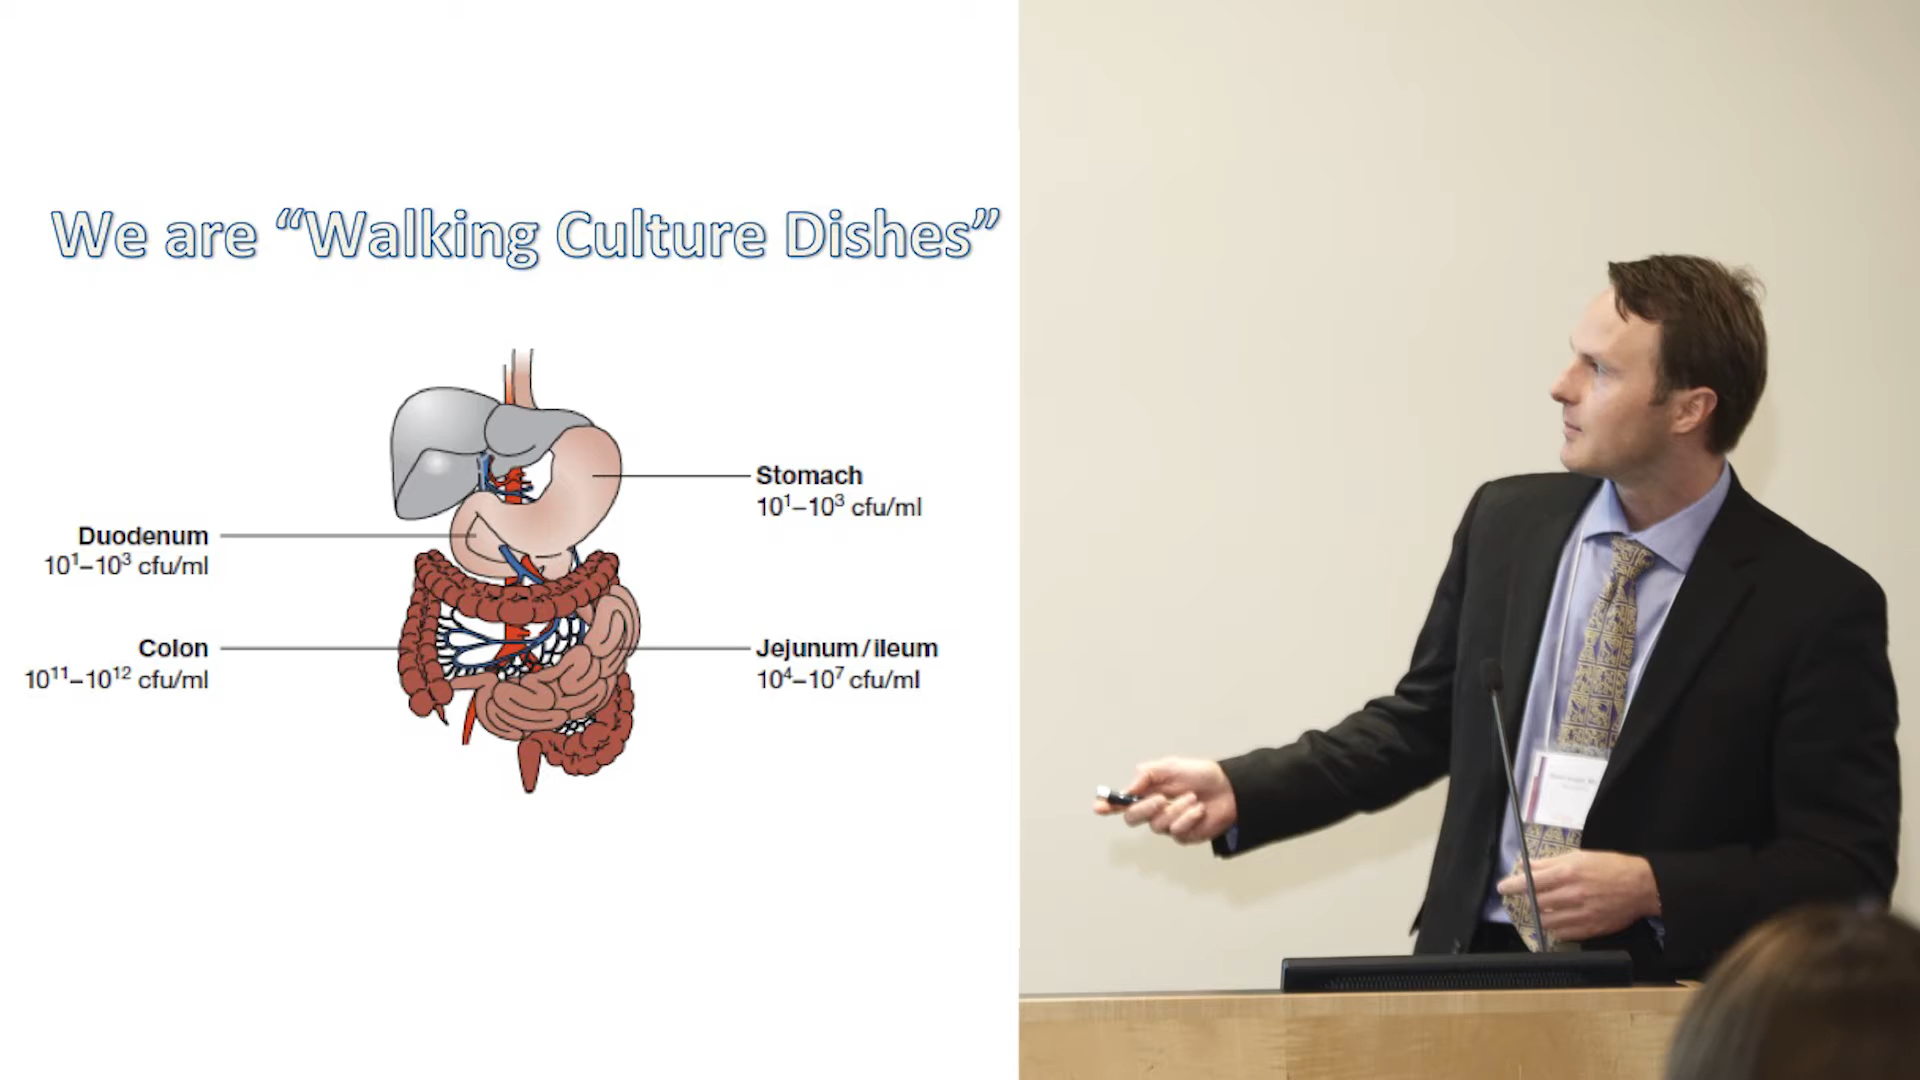 We are “Walking Culture Dishes”
Stomach
10¹–10³ cfu/ml
Duodenum
10¹–10³ cfu/ml
Colon
10¹¹–10¹² cfu/ml
Jejunum/ileum
10⁴–10⁷ cfu/ml